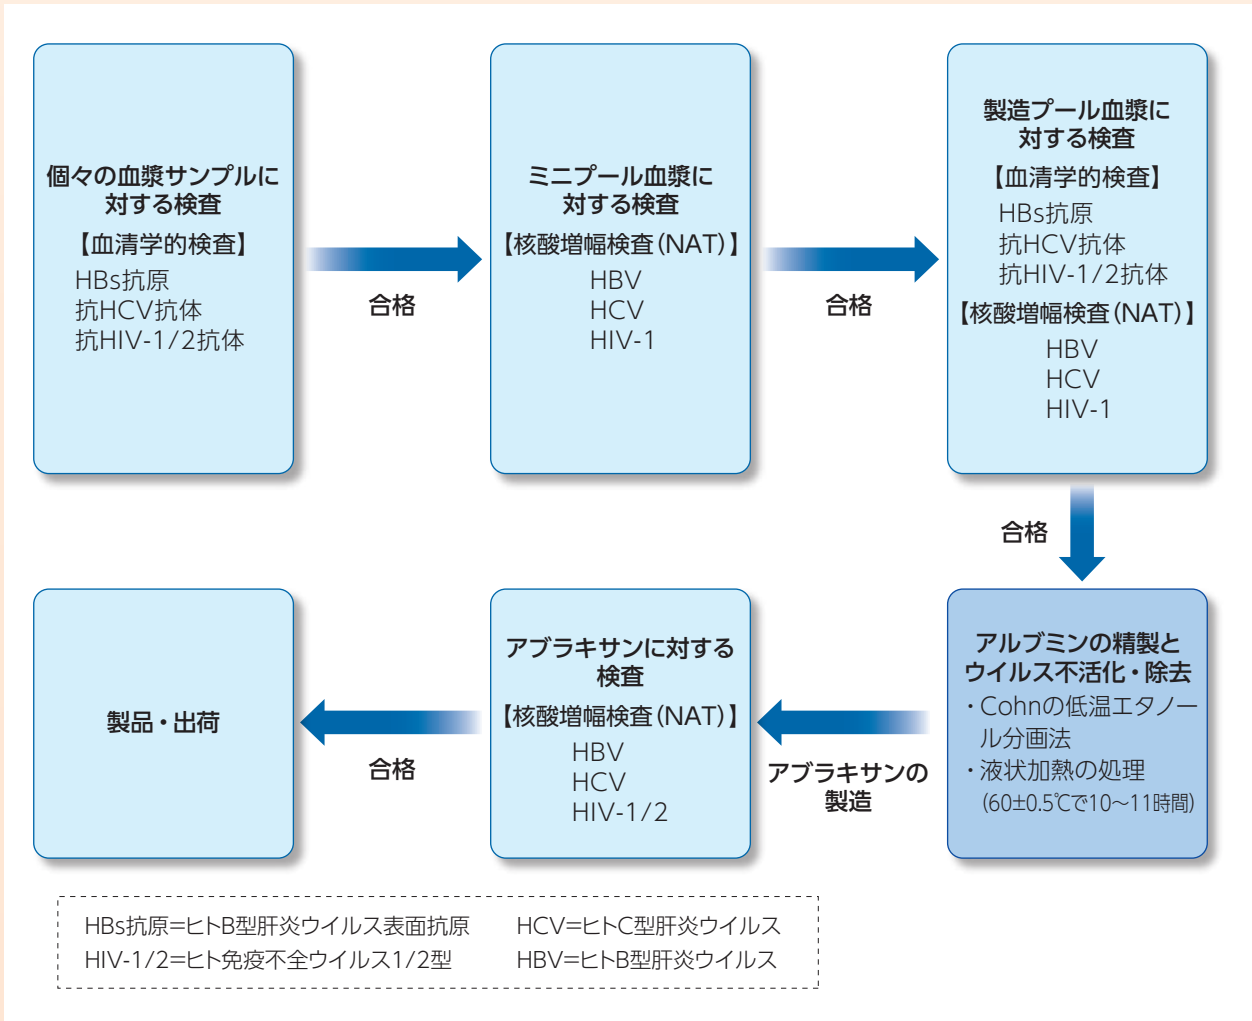 個々の血漿サンプルに
対する検査
【血清学的検査】
HBs抗原
抗HCV抗体
抗HIV-1/2抗体
合格
ミニプール血漿に
対する検査
【核酸増幅検査(NAT)】
HBV
HCV
HIV-1
合格
製造プール血漿に
対する検査
【血清学的検査】
HBs抗原
抗HCV抗体
抗HIV-1/2抗体
【核酸増幅検査(NAT)】
HBV
HCV
HIV-1
合格
アルブミンの精製と
ウイルス不活化・除去
・Cohnの低温エタノー
ル分画法
・液状加熱の処理
(60±0.5℃で10～11時間)
アブラキサンの
製造
アブラキサンに対する
検査
【核酸増幅検査(NAT)】
HBV
HCV
HIV-1/2
合格
製品・出荷
HBs抗原=ヒトB型肝炎ウイルス表面抗原 HCV=ヒトC型肝炎ウイルス
HIV-1/2=ヒト免疫不全ウイルス1/2型 HBV=ヒトB型肝炎ウイルス